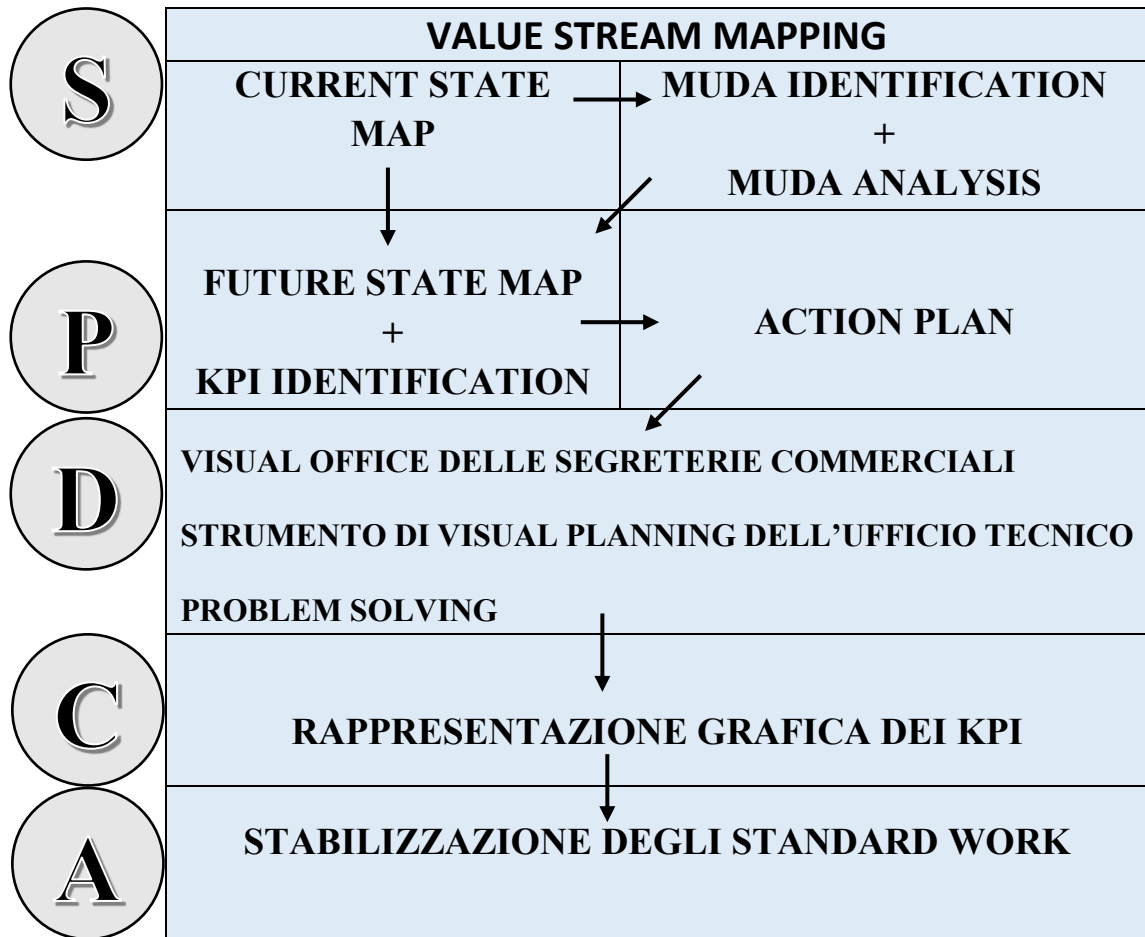 S
VALUE STREAM MAPPING
CURRENT STATE
MAP
MUDA IDENTIFICATION
+
MUDA ANALYSIS
P
FUTURE STATE MAP
+
KPI IDENTIFICATION
ACTION PLAN
D
VISUAL OFFICE DELLE SEGRETERIE COMMERCIALI
STRUMENTO DI VISUAL PLANNING DELL’UFFICIO TECNICO
PROBLEM SOLVING
C
RAPPRESENTAZIONE GRAFICA DEI KPI
A
STABILIZZAZIONE DEGLI STANDARD WORK